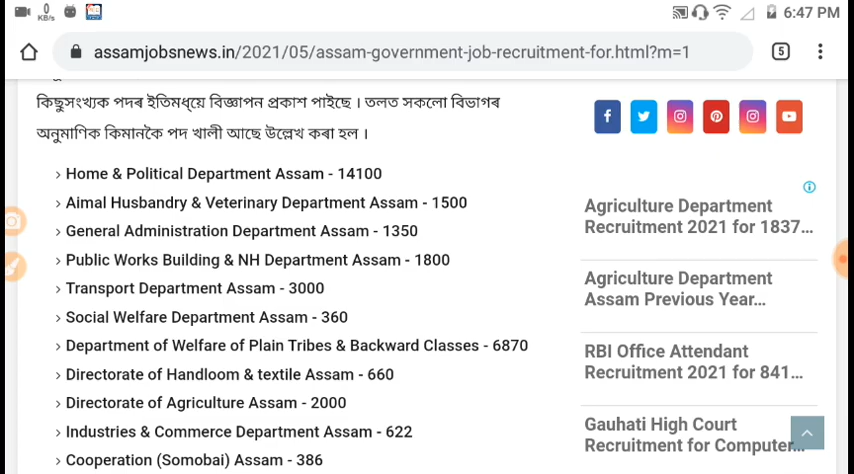 0
KB/s
6:47 PM
assamjobsnews.in/2021/05/assam-government-job-recruitment-for.html?m=1
5
কিছুসংখ্যক পদৰ ইতিমধ্য়ে বিজ্ঞাপন প্ৰকাশ পাইছে । তলত সকলো বিভাগৰ
অনুমাণিক কিমানকৈ পদ খালী আছে উল্লেখ কৰা হল ।
› Home & Political Department Assam - 14100
› Aimal Husbandry & Veterinary Department Assam - 1500
› General Administration Department Assam - 1350
› Public Works Building & NH Department Assam - 1800
› Transport Department Assam - 3000
› Social Welfare Department Assam - 360
› Department of Welfare of Plain Tribes & Backward Classes - 6870
› Directorate of Handloom & textile Assam - 660
› Directorate of Agriculture Assam - 2000
› Industries & Commerce Department Assam - 622
› Cooperation (Somobai) Assam - 386
Agriculture Department
Recruitment 2021 for 1837...
Agriculture Department
Assam Previous Year...
RBI Office Attendant
Recruitment 2021 for 841...
Gauhati High Court
Recruitment for Computer...